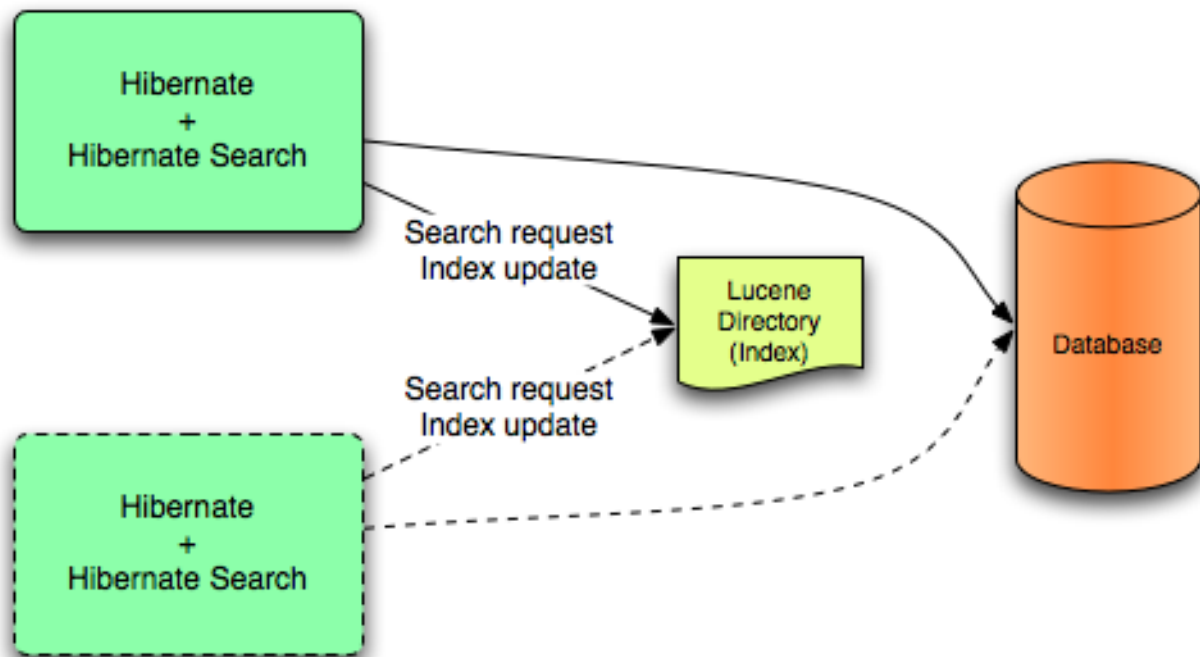 Hibernate
+
Hibernate Search
Search request
Index update
Lucene
Directory
(Index)
Database
Search request
Index update
Hibernate
+
Hibernate Search